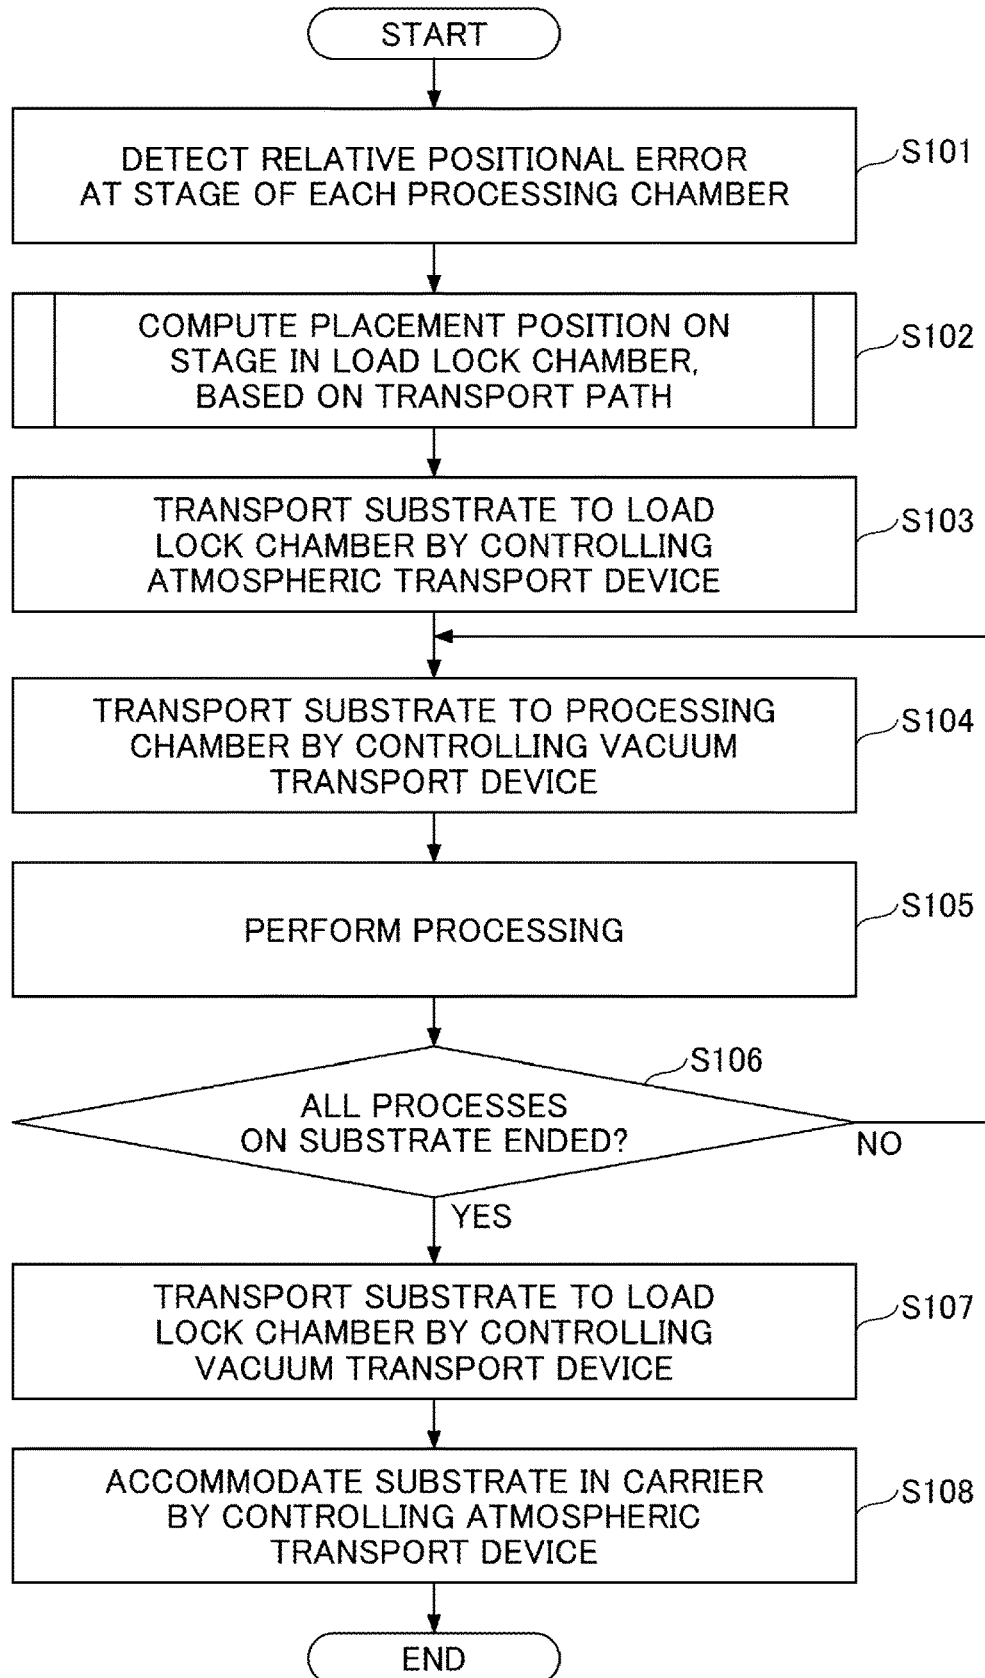 START
DETECT RELATIVE POSITIONAL ERROR
AT STAGE OF EACH PROCESSING CHAMBER
S101
COMPUTE PLACEMENT POSITION ON
STAGE IN LOAD LOCK CHAMBER,
BASED ON TRANSPORT PATH
S102
TRANSPORT SUBSTRATE TO LOAD
LOCK CHAMBER BY CONTROLLING
ATMOSPHERIC TRANSPORT DEVICE
S103
TRANSPORT SUBSTRATE TO PROCESSING
CHAMBER BY CONTROLLING VACUUM
TRANSPORT DEVICE
S104
PERFORM PROCESSING
S105
S106
ALL PROCESSES
ON SUBSTRATE ENDED?
NO
YES
TRANSPORT SUBSTRATE TO LOAD
LOCK CHAMBER BY CONTROLLING
VACUUM TRANSPORT DEVICE
S107
ACCOMMODATE SUBSTRATE IN CARRIER
BY CONTROLLING ATMOSPHERIC
TRANSPORT DEVICE
S108
END